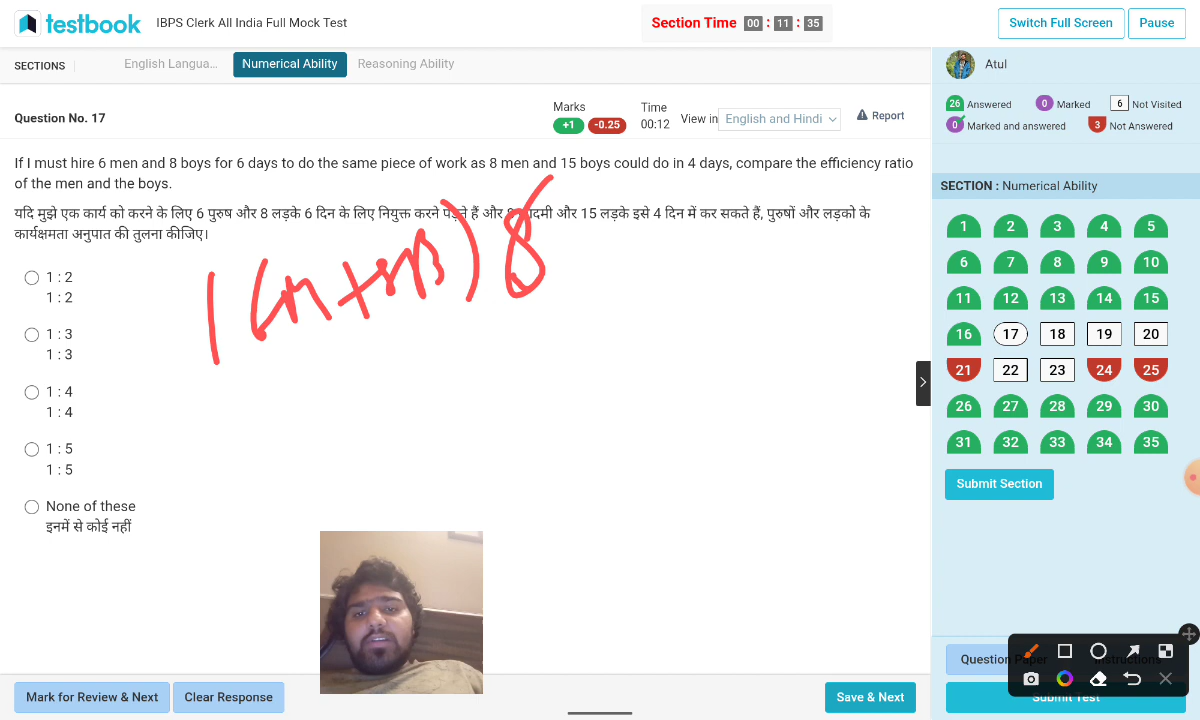 testbook
IBPS Clerk All India Full Mock Test
Section Time 00 : 11 : 35
Switch Full Screen
Pause
SECTIONS
English Langua...
Numerical Ability
Reasoning Ability
Atul
26 Answered
0 Marked
6 Not Visited
0 Marked and answered
3 Not Answered
Question No. 17
Marks
+1 -0.25
Time
00:12
View in English and Hindi
Report
SECTION : Numerical Ability
If I must hire 6 men and 8 boys for 6 days to do the same piece of work as 8 men and 15 boys could do in 4 days, compare the efficiency ratio
of the men and the boys.
यदि मुझे एक कार्य को करने के लिए 6 पुरुष और 8 लड़के 6 दिन के लिए नियुक्त करने पड़ते हैं और 8 आदमी और 15 लड़के इसे 4 दिन में कर सकते हैं, पुरुषों और लड़को के
कार्यक्षमता अनुपात की तुलना कीजिए।
8
1 : 2
1 : 2
1 : 3
1 : 3
1 : 4
1 : 4
1 : 5
1 : 5
None of these
इनमें से कोई नहीं
1 2 3 4 5
6 7 8 9 10
11 12 13 14 15
16 17 18 19 20
21 22 23 24 25
26 27 28 29 30
31 32 33 34 35
Submit Section
Question Paper
Instructions
Mark for Review & Next
Clear Response
Save & Next
Submit Test